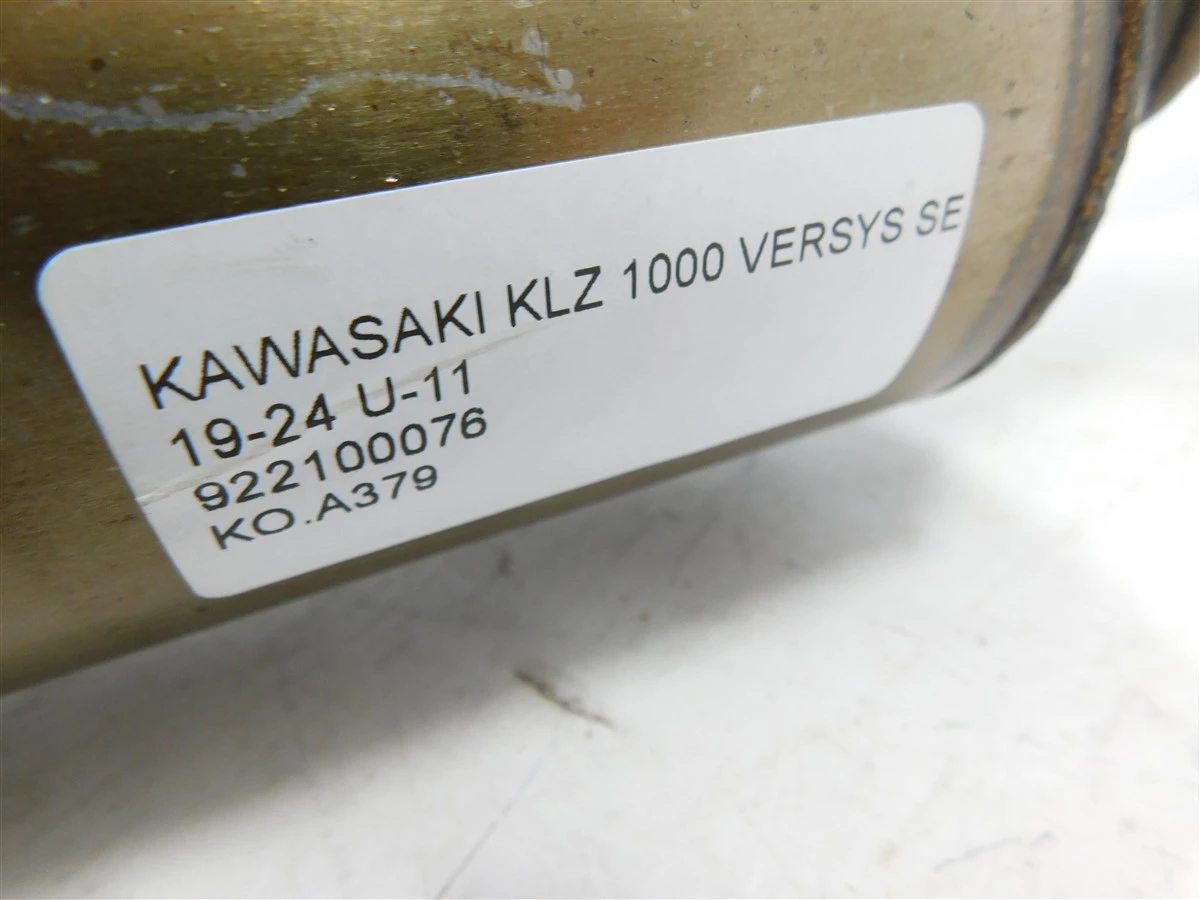 KAWASAKI KLZ 1000 VERSYS SE
19-24 U-11
922100076
KO.A379